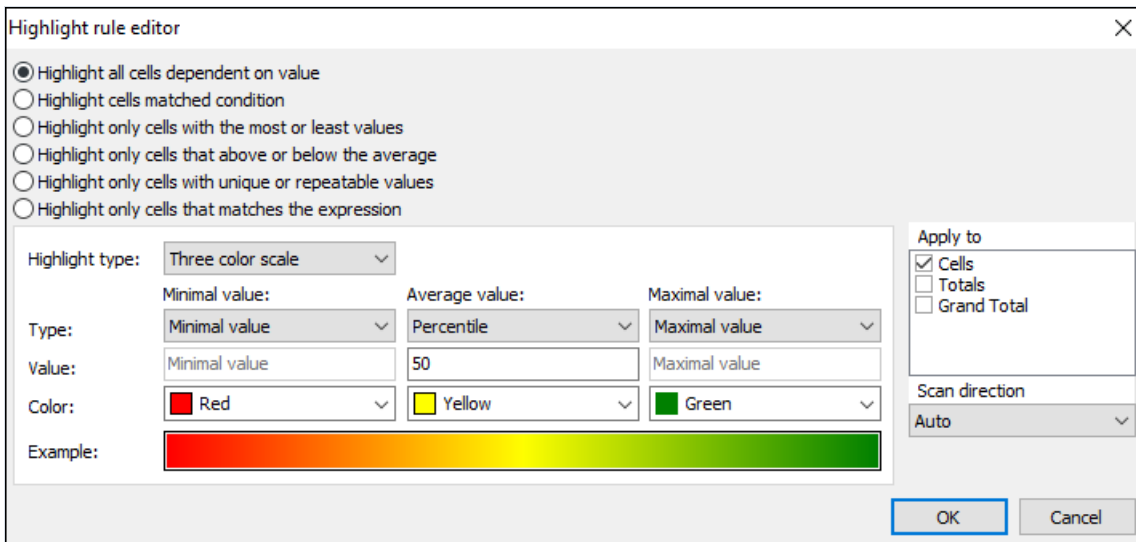 Highlight rule editor
Highlight all cells dependent on value
Highlight cells matched condition
Highlight only cells with the most or least values
Highlight only cells that above or below the average
Highlight only cells with unique or repeatable values
Highlight only cells that matches the expression
Highlight type: Three color scale
Minimal value: Average value: Maximal value:
Type: Minimal value Percentile Maximal value
Value: Minimal value 50 Maximal value
Color: Red Yellow Green
Example:
Apply to
Cells
Totals
Grand Total
Scan direction
Auto
OK Cancel